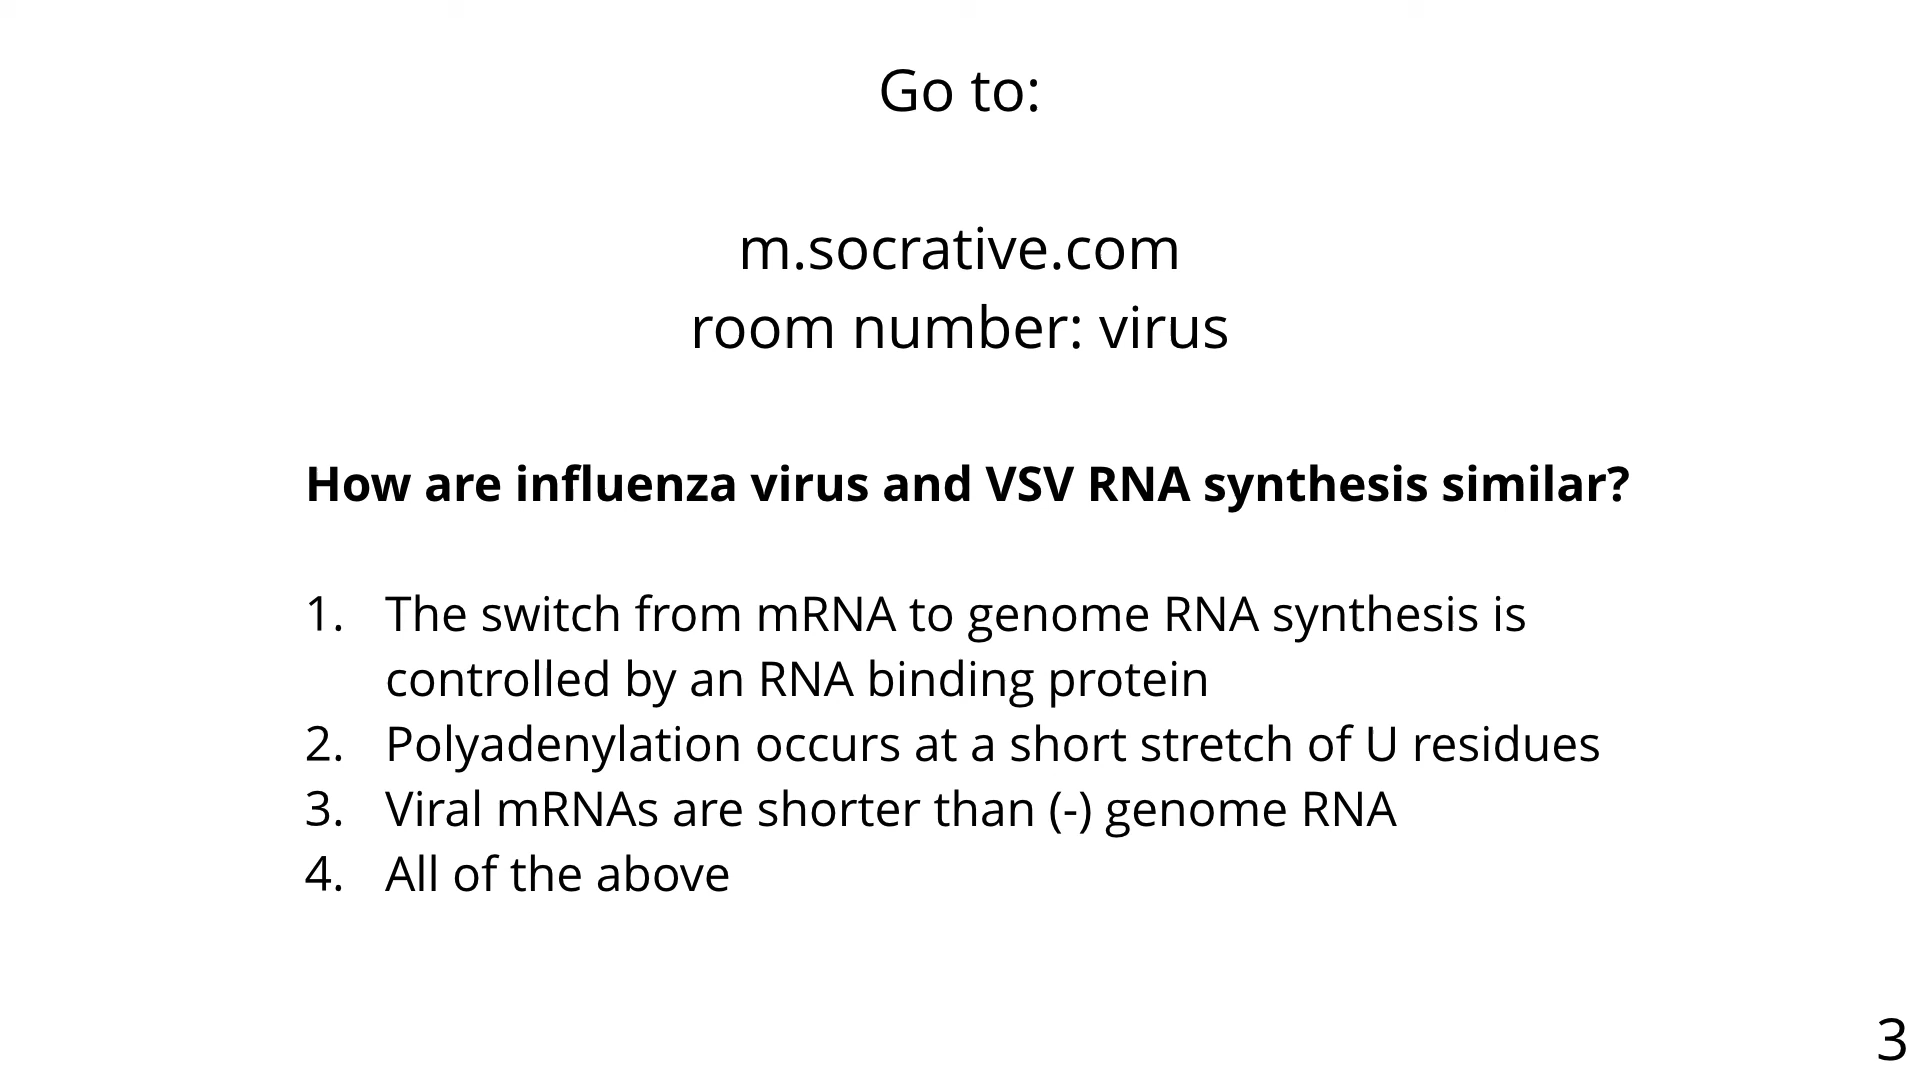 Go to:
m.socrative.com
room number: virus
How are influenza virus and VSV RNA synthesis similar?
1. The switch from mRNA to genome RNA synthesis is
controlled by an RNA binding protein
2. Polyadenylation occurs at a short stretch of U residues
3. Viral mRNAs are shorter than (-) genome RNA
4. All of the above
3